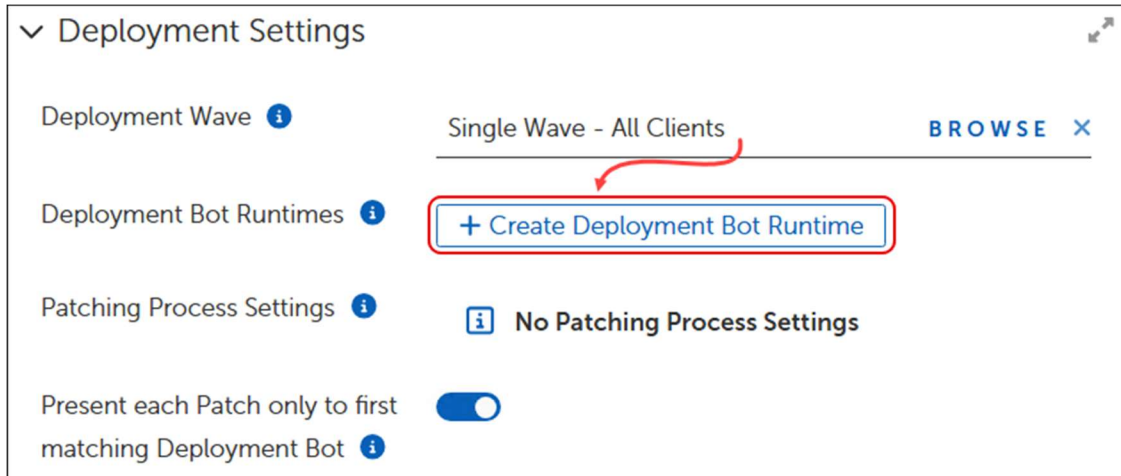 Deployment Settings
Deployment Wave
Single Wave - All Clients
BROWSE
Deployment Bot Runtimes
+ Create Deployment Bot Runtime
Patching Process Settings
No Patching Process Settings
Present each Patch only to first
matching Deployment Bot